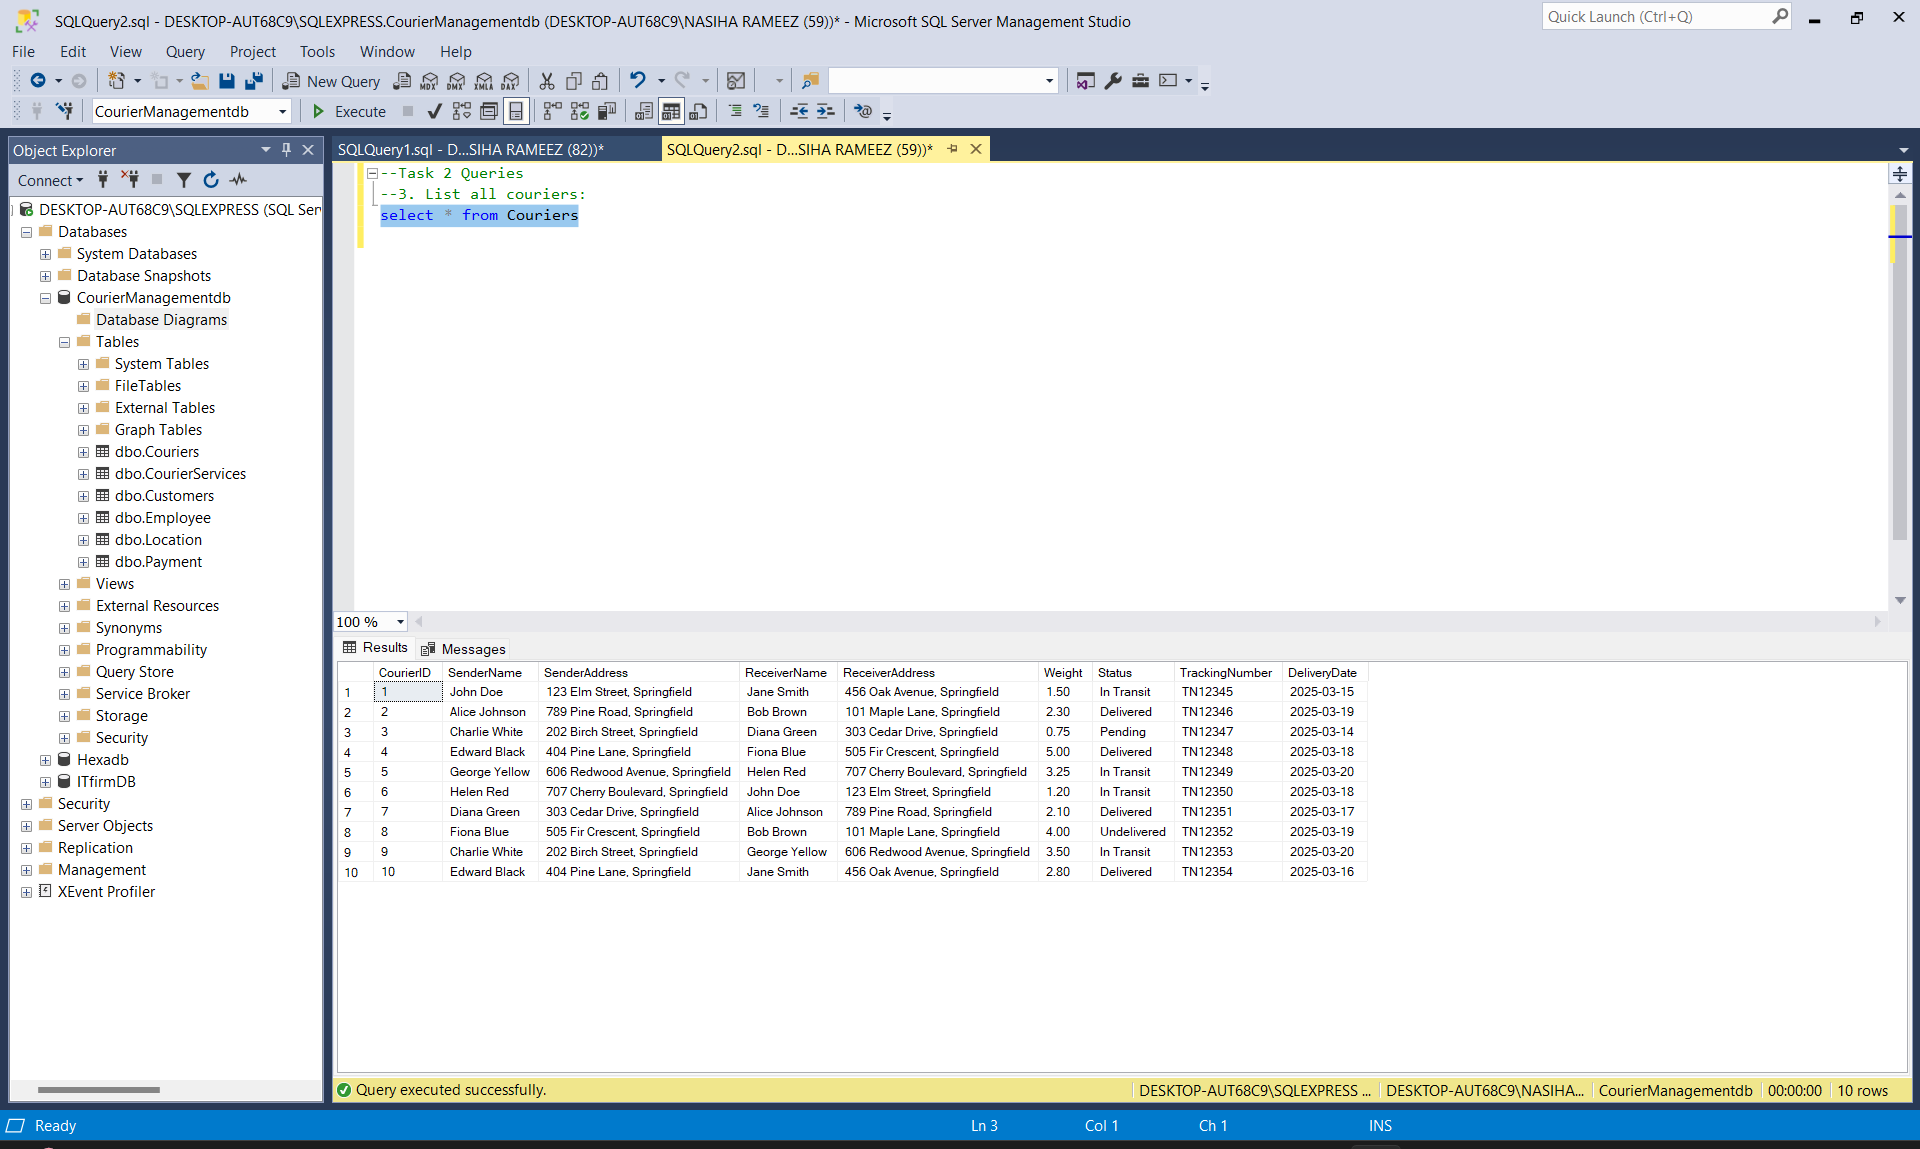 SQLQuery2.sql - DESKTOP-AUT68C9\SQLEXPRESS.CourierManagementdb (DESKTOP-AUT68C9\NASIHA RAMEEZ (59))* - Microsoft SQL Server Management Studio
Quick Launch (Ctrl+Q)
File Edit View Query Project Tools Window Help
New Query MDX DMX XMLA DAX
CourierManagementdb Execute
Object Explorer
SQLQuery1.sql - D...SIHA RAMEEZ (82))*
SQLQuery2.sql - D...SIHA RAMEEZ (59))*
Connect
DESKTOP-AUT68C9\SQLEXPRESS (SQL Ser
Databases
System Databases
Database Snapshots
CourierManagementdb
Database Diagrams
Tables
System Tables
FileTables
External Tables
Graph Tables
dbo.Couriers
dbo.CourierServices
dbo.Customers
dbo.Employee
dbo.Location
dbo.Payment
Views
External Resources
Synonyms
Programmability
Query Store
Service Broker
Storage
Security
Hexadb
ITfirmDB
Security
Server Objects
Replication
Management
XEvent Profiler
--Task 2 Queries
--3. List all couriers:
select * from Couriers
100 %
Results Messages
CourierID SenderName SenderAddress ReceiverName ReceiverAddress Weight Status TrackingNumber DeliveryDate
1 1 John Doe 123 Elm Street, Springfield Jane Smith 456 Oak Avenue, Springfield 1.50 In Transit TN12345 2025-03-15
2 2 Alice Johnson 789 Pine Road, Springfield Bob Brown 101 Maple Lane, Springfield 2.30 Delivered TN12346 2025-03-19
3 3 Charlie White 202 Birch Street, Springfield Diana Green 303 Cedar Drive, Springfield 0.75 Pending TN12347 2025-03-14
4 4 Edward Black 404 Pine Lane, Springfield Fiona Blue 505 Fir Crescent, Springfield 5.00 Delivered TN12348 2025-03-18
5 5 George Yellow 606 Redwood Avenue, Springfield Helen Red 707 Cherry Boulevard, Springfield 3.25 In Transit TN12349 2025-03-20
6 6 Helen Red 707 Cherry Boulevard, Springfield John Doe 123 Elm Street, Springfield 1.20 In Transit TN12350 2025-03-18
7 7 Diana Green 303 Cedar Drive, Springfield Alice Johnson 789 Pine Road, Springfield 2.10 Delivered TN12351 2025-03-17
8 8 Fiona Blue 505 Fir Crescent, Springfield Bob Brown 101 Maple Lane, Springfield 4.00 Undelivered TN12352 2025-03-19
9 9 Charlie White 202 Birch Street, Springfield George Yellow 606 Redwood Avenue, Springfield 3.50 In Transit TN12353 2025-03-20
10 10 Edward Black 404 Pine Lane, Springfield Jane Smith 456 Oak Avenue, Springfield 2.80 Delivered TN12354 2025-03-16
Query executed successfully. DESKTOP-AUT68C9\SQLEXPRESS ... DESKTOP-AUT68C9\NASIHA... CourierManagementdb 00:00:00 10 rows
Ready Ln 3 Col 1 Ch 1 INS